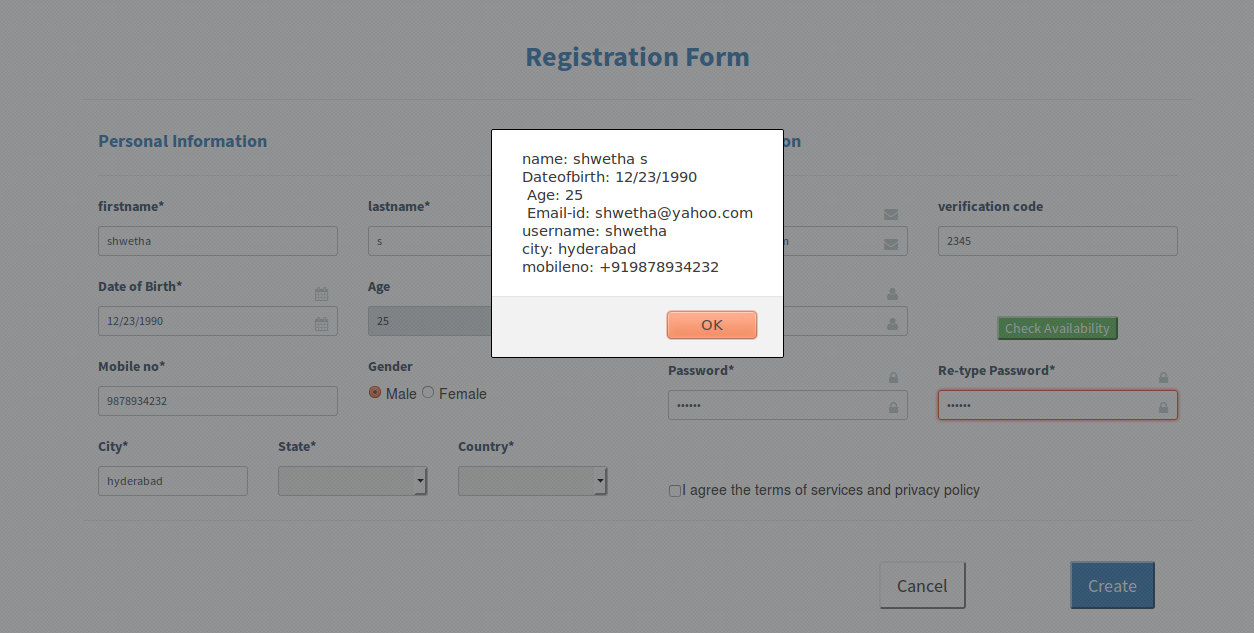 Registration Form
Personal Information
on
name: shwetha s
Dateofbirth: 12/23/1990
Age: 25
Email-id: shwetha@yahoo.com
username: shwetha
city: hyderabad
mobileno: +919878934232
OK
firstname*
lastname*
verification code
shwetha
s
m
2345
Date of Birth*
Age
12/23/1990
25
Check Availability
Mobile no*
Gender
Password*
Re-type Password*
9878934232
Male
Female
••••••
••••••
City*
State*
Country*
hyderabad
I agree the terms of services and privacy policy
Cancel
Create